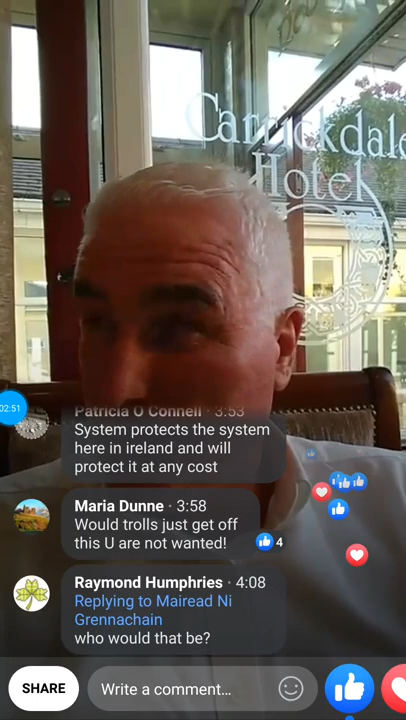 Carrickdale
Hotel
02:51
Patricia O Connell · 3:53
System protects the system
here in ireland and will
protect it at any cost
Maria Dunne · 3:58
Would trolls just get off
this U are not wanted!
4
Raymond Humphries · 4:08
Replying to Mairead Ni
Grennachain
who would that be?
SHARE
Write a comment…